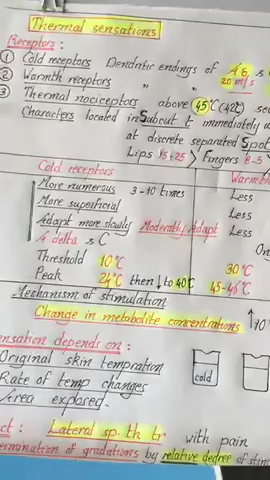 Thermal sensations
Receptors :
① Cold receptors Dendritic endings of Aδ, &
② Warmth receptors " " 20 m/s
③ Thermal nociceptors above 45°C (42c)
Characters located in Subcut t immediately
at discrete separated Spot
Lips 15-25 > Fingers 3-5
Cold receptors Warmth
More numerous 3-10 times Less
More superficial Less
Adapt more slowly Moderately Adapt Less
A delta & C
Threshold 10°C 30°C
Peak 24°C then ↓ to 40°C 45-46°C
Mechanism of stimulation
Change in metabolite concentrations ↑10°
ensation depends on :
Original skin tempration
Rate of temp changes cold
Area explored.
ct : Lateral sp. th tr with pain
ermination of gradations by relative degree of stim